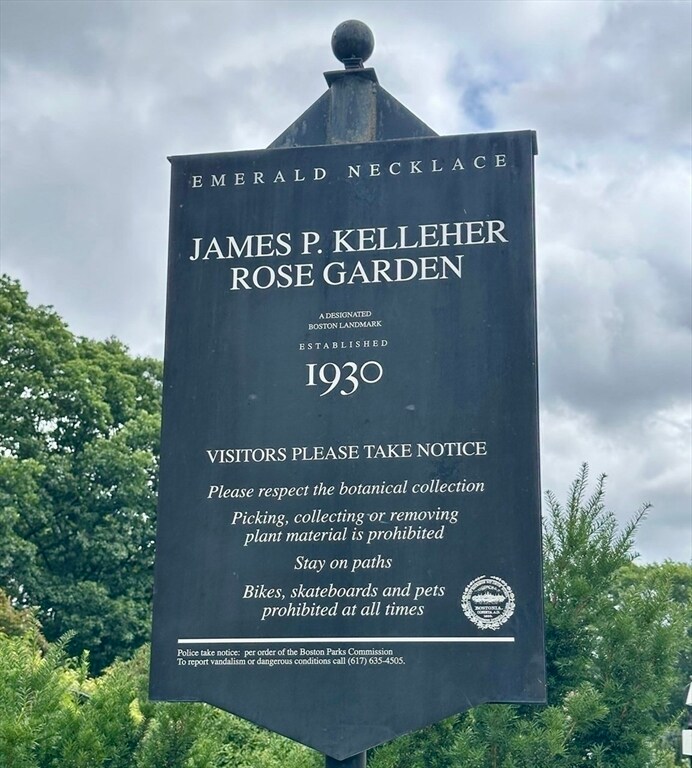 EMERALD NECKLACE
JAMES P. KELLEHER
ROSE GARDEN
A DESIGNATED
BOSTON LANDMARK
ESTABLISHED
1930
VISITORS PLEASE TAKE NOTICE
Please respect the botanical collection
Picking, collecting or removing
plant material is prohibited
Stay on paths
Bikes, skateboards and pets
prohibited at all times
BOSTONIA
Police take notice: per order of the Boston Parks Commission
To report vandalism or dangerous conditions call (617) 635-4505.